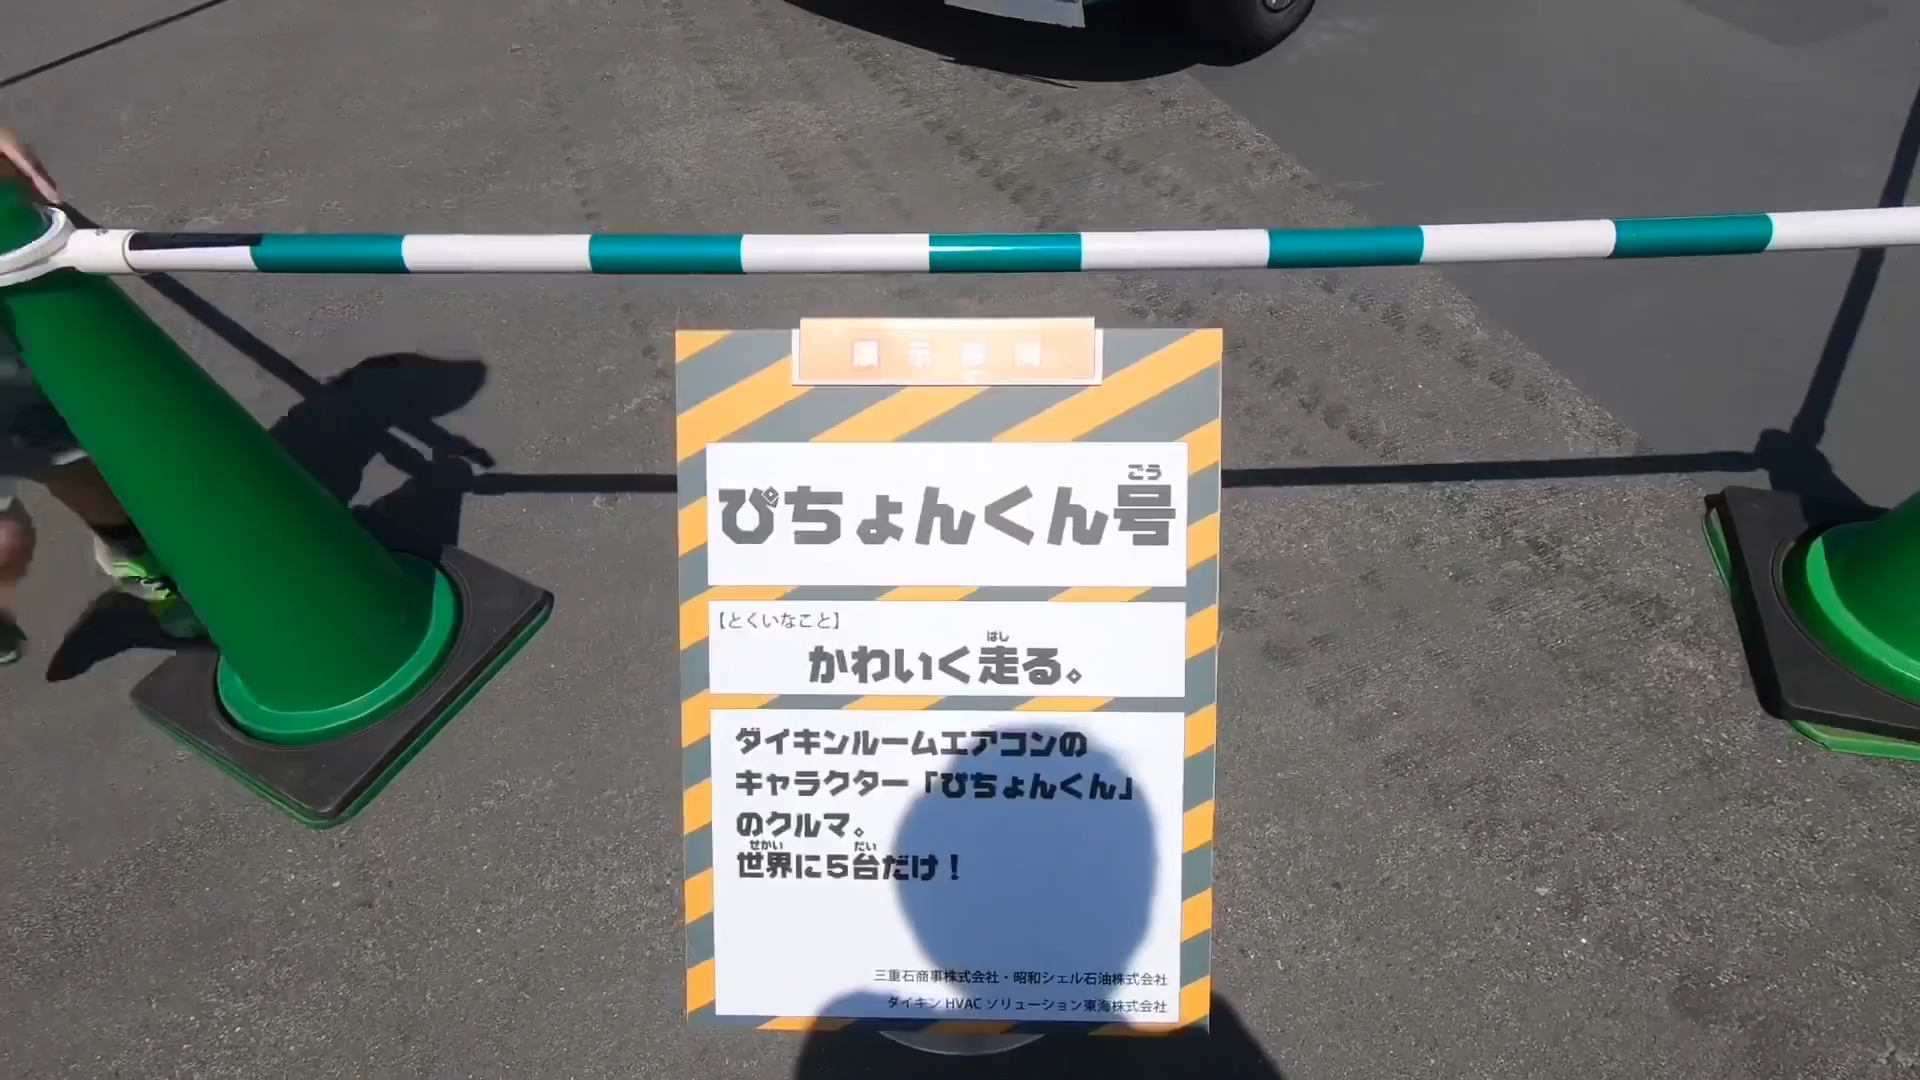 展示車両
ぴちょんくん号
こう
【とくいなこと】
かわいく走る。
はし
ダイキンルームエアコンの
キャラクター「ぴちょんくん」
のクルマ。
世界に5台だけ！
せかい だい
三重石商事株式会社・昭和シェル石油株式会社
ダイキンHVACソリューション東海株式会社